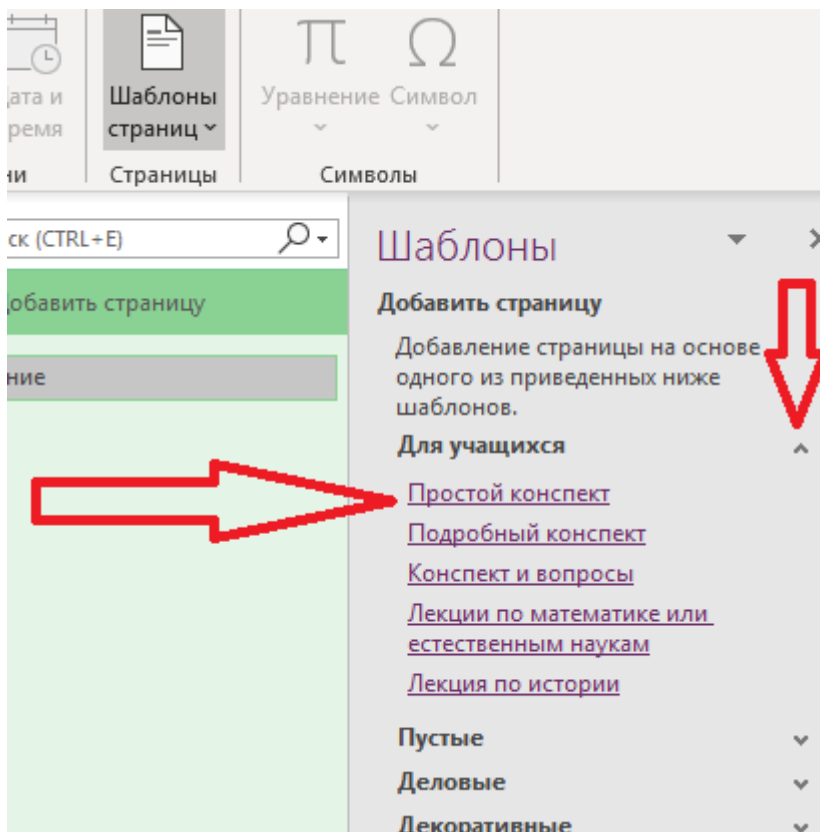 ата и
ремя
Шаблоны
страниц
Уравнение Символ
ни
Страницы
Символы
ск (CTRL+E)
Шаблоны
обавить страницу
Добавить страницу
Добавление страницы на основе
одного из приведенных ниже
шаблонов.
ние
Для учащихся
Простой конспект
Подробный конспект
Конспект и вопросы
Лекции по математике или
естественным наукам
Лекция по истории
Пустые
Деловые
Декоративные